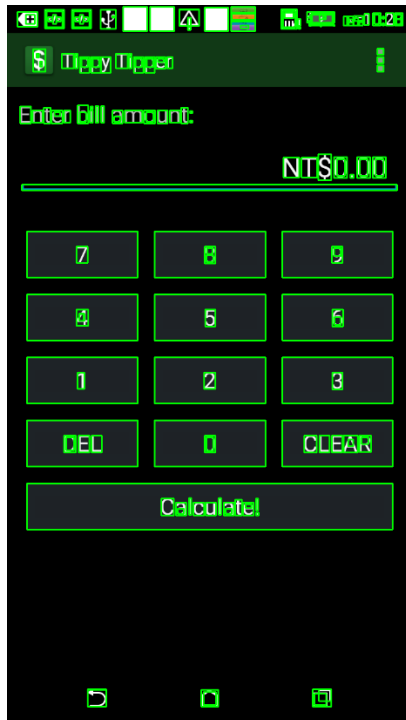 Tippy Tipper
Enter bill amount:
NT$0.00
7 8 9
4 5 6
1 2 3
DEL 0 CLEAR
Calculate!